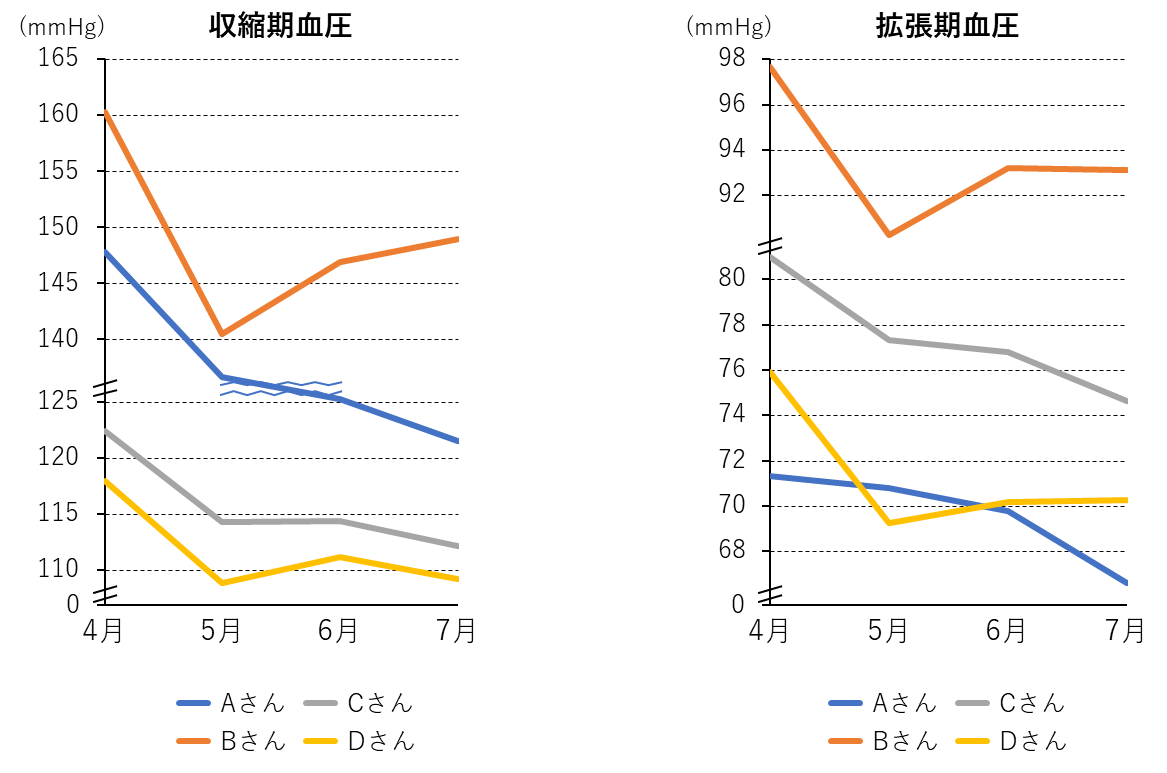 収縮期血圧
(mmHg)
165
160
155
150
145
140
125
120
115
110
0
4月 5月 6月 7月
Aさん Cさん
Bさん Dさん
拡張期血圧
(mmHg)
98
96
94
92
80
78
76
74
72
70
68
0
4月 5月 6月 7月
Aさん Cさん
Bさん Dさん